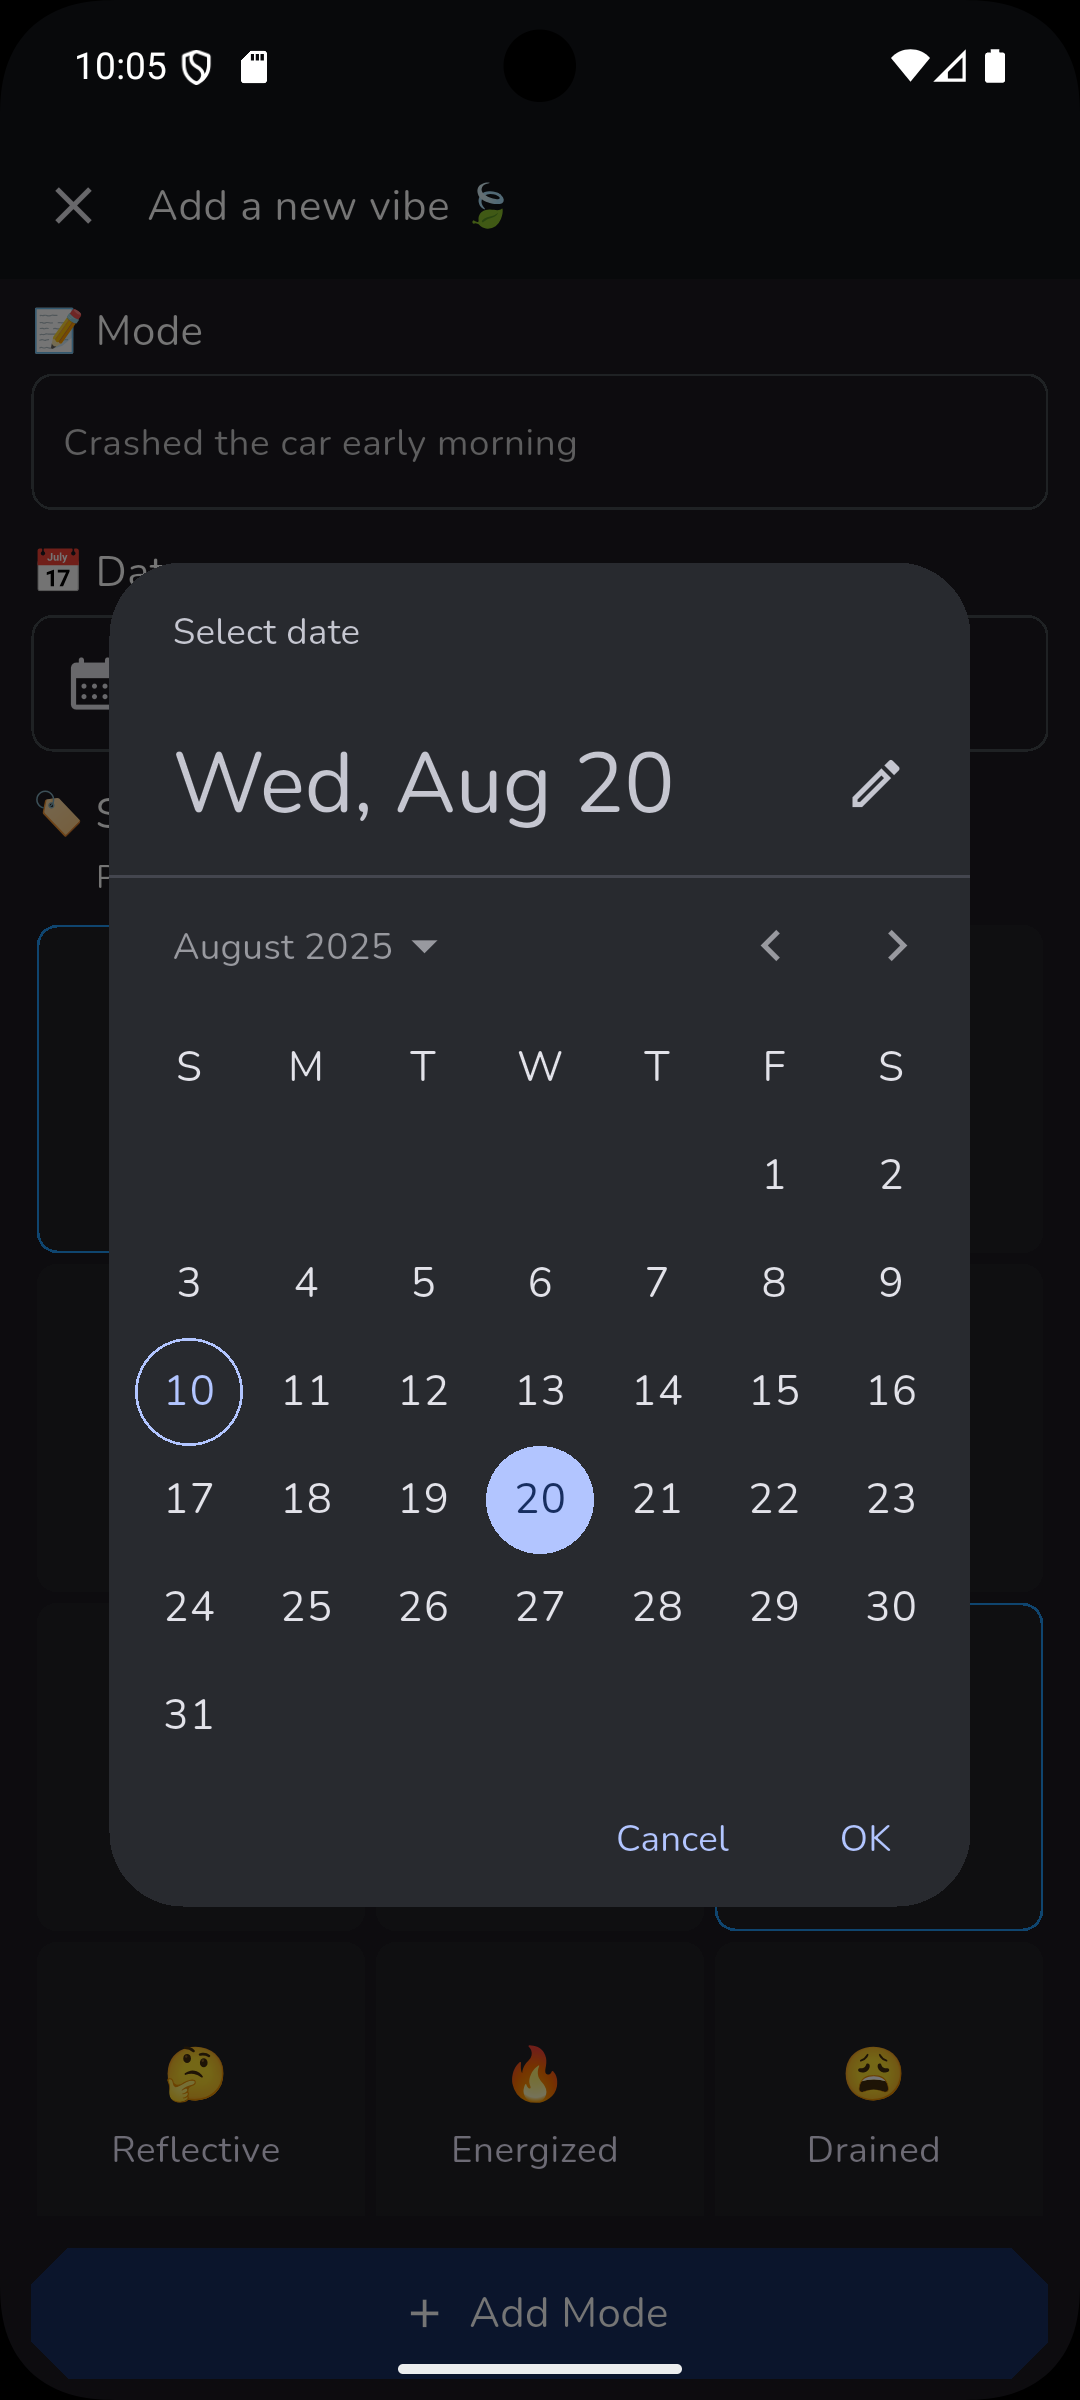 10:05
Add a new vibe 🍃
📝 Mode
Crashed the car early morning
Select date
Wed, Aug 20
August 2025
S M T W T F S
1 2
3 4 5 6 7 8 9
10 11 12 13 14 15 16
17 18 19 20 21 22 23
24 25 26 27 28 29 30
31
Cancel OK
🤔 🔥 😩
Reflective Energized Drained
+ Add Mode